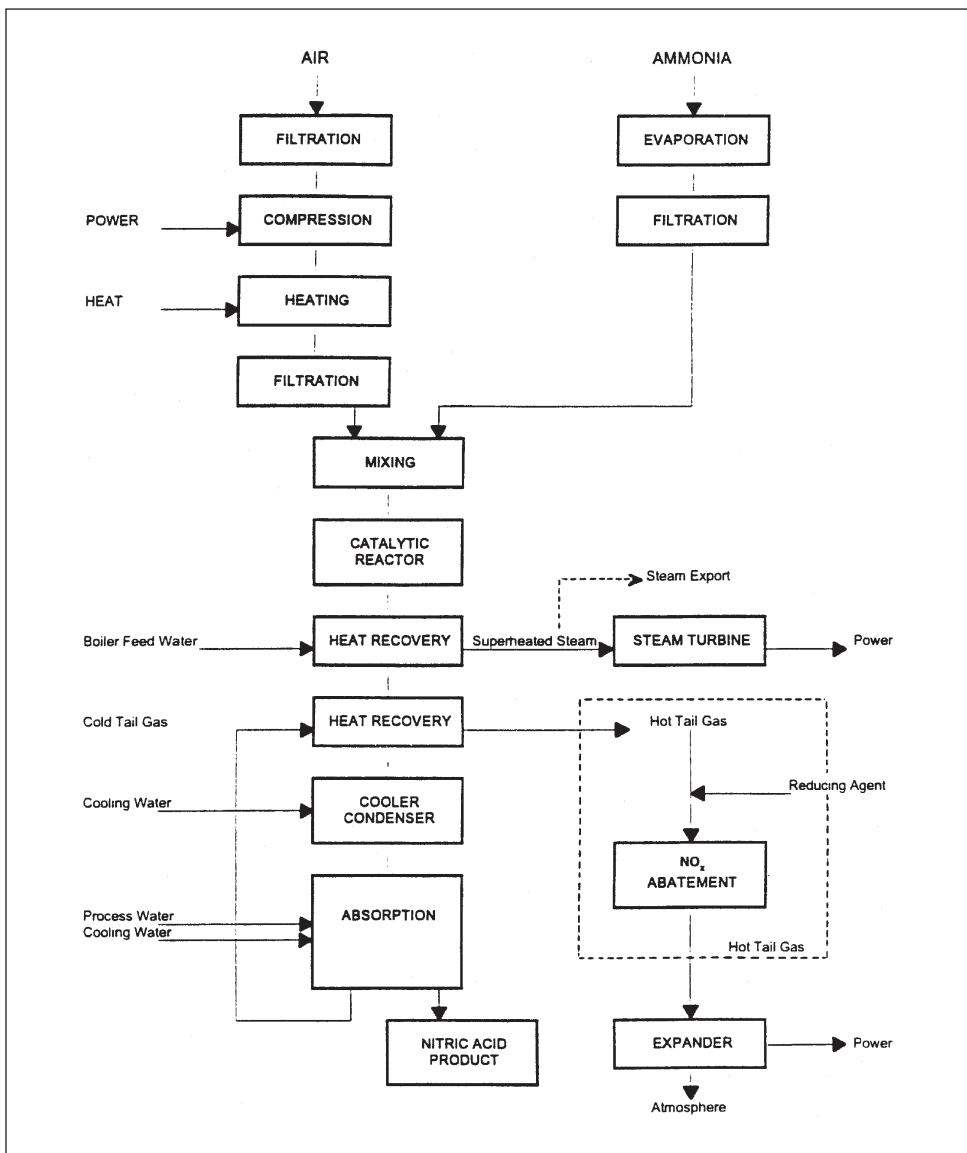 AIR
AMMONIA
FILTRATION
EVAPORATION
POWER
COMPRESSION
FILTRATION
HEAT
HEATING
FILTRATION
MIXING
CATALYTIC
REACTOR
Steam Export
Boiler Feed Water
HEAT RECOVERY
Superheated Steam
STEAM TURBINE
Power
Cold Tail Gas
HEAT RECOVERY
Hot Tail Gas
Reducing Agent
Cooling Water
COOLER
CONDENSER
NOx
ABATEMENT
Process Water
Cooling Water
ABSORPTION
Hot Tail Gas
NITRIC ACID
PRODUCT
EXPANDER
Power
Atmosphere